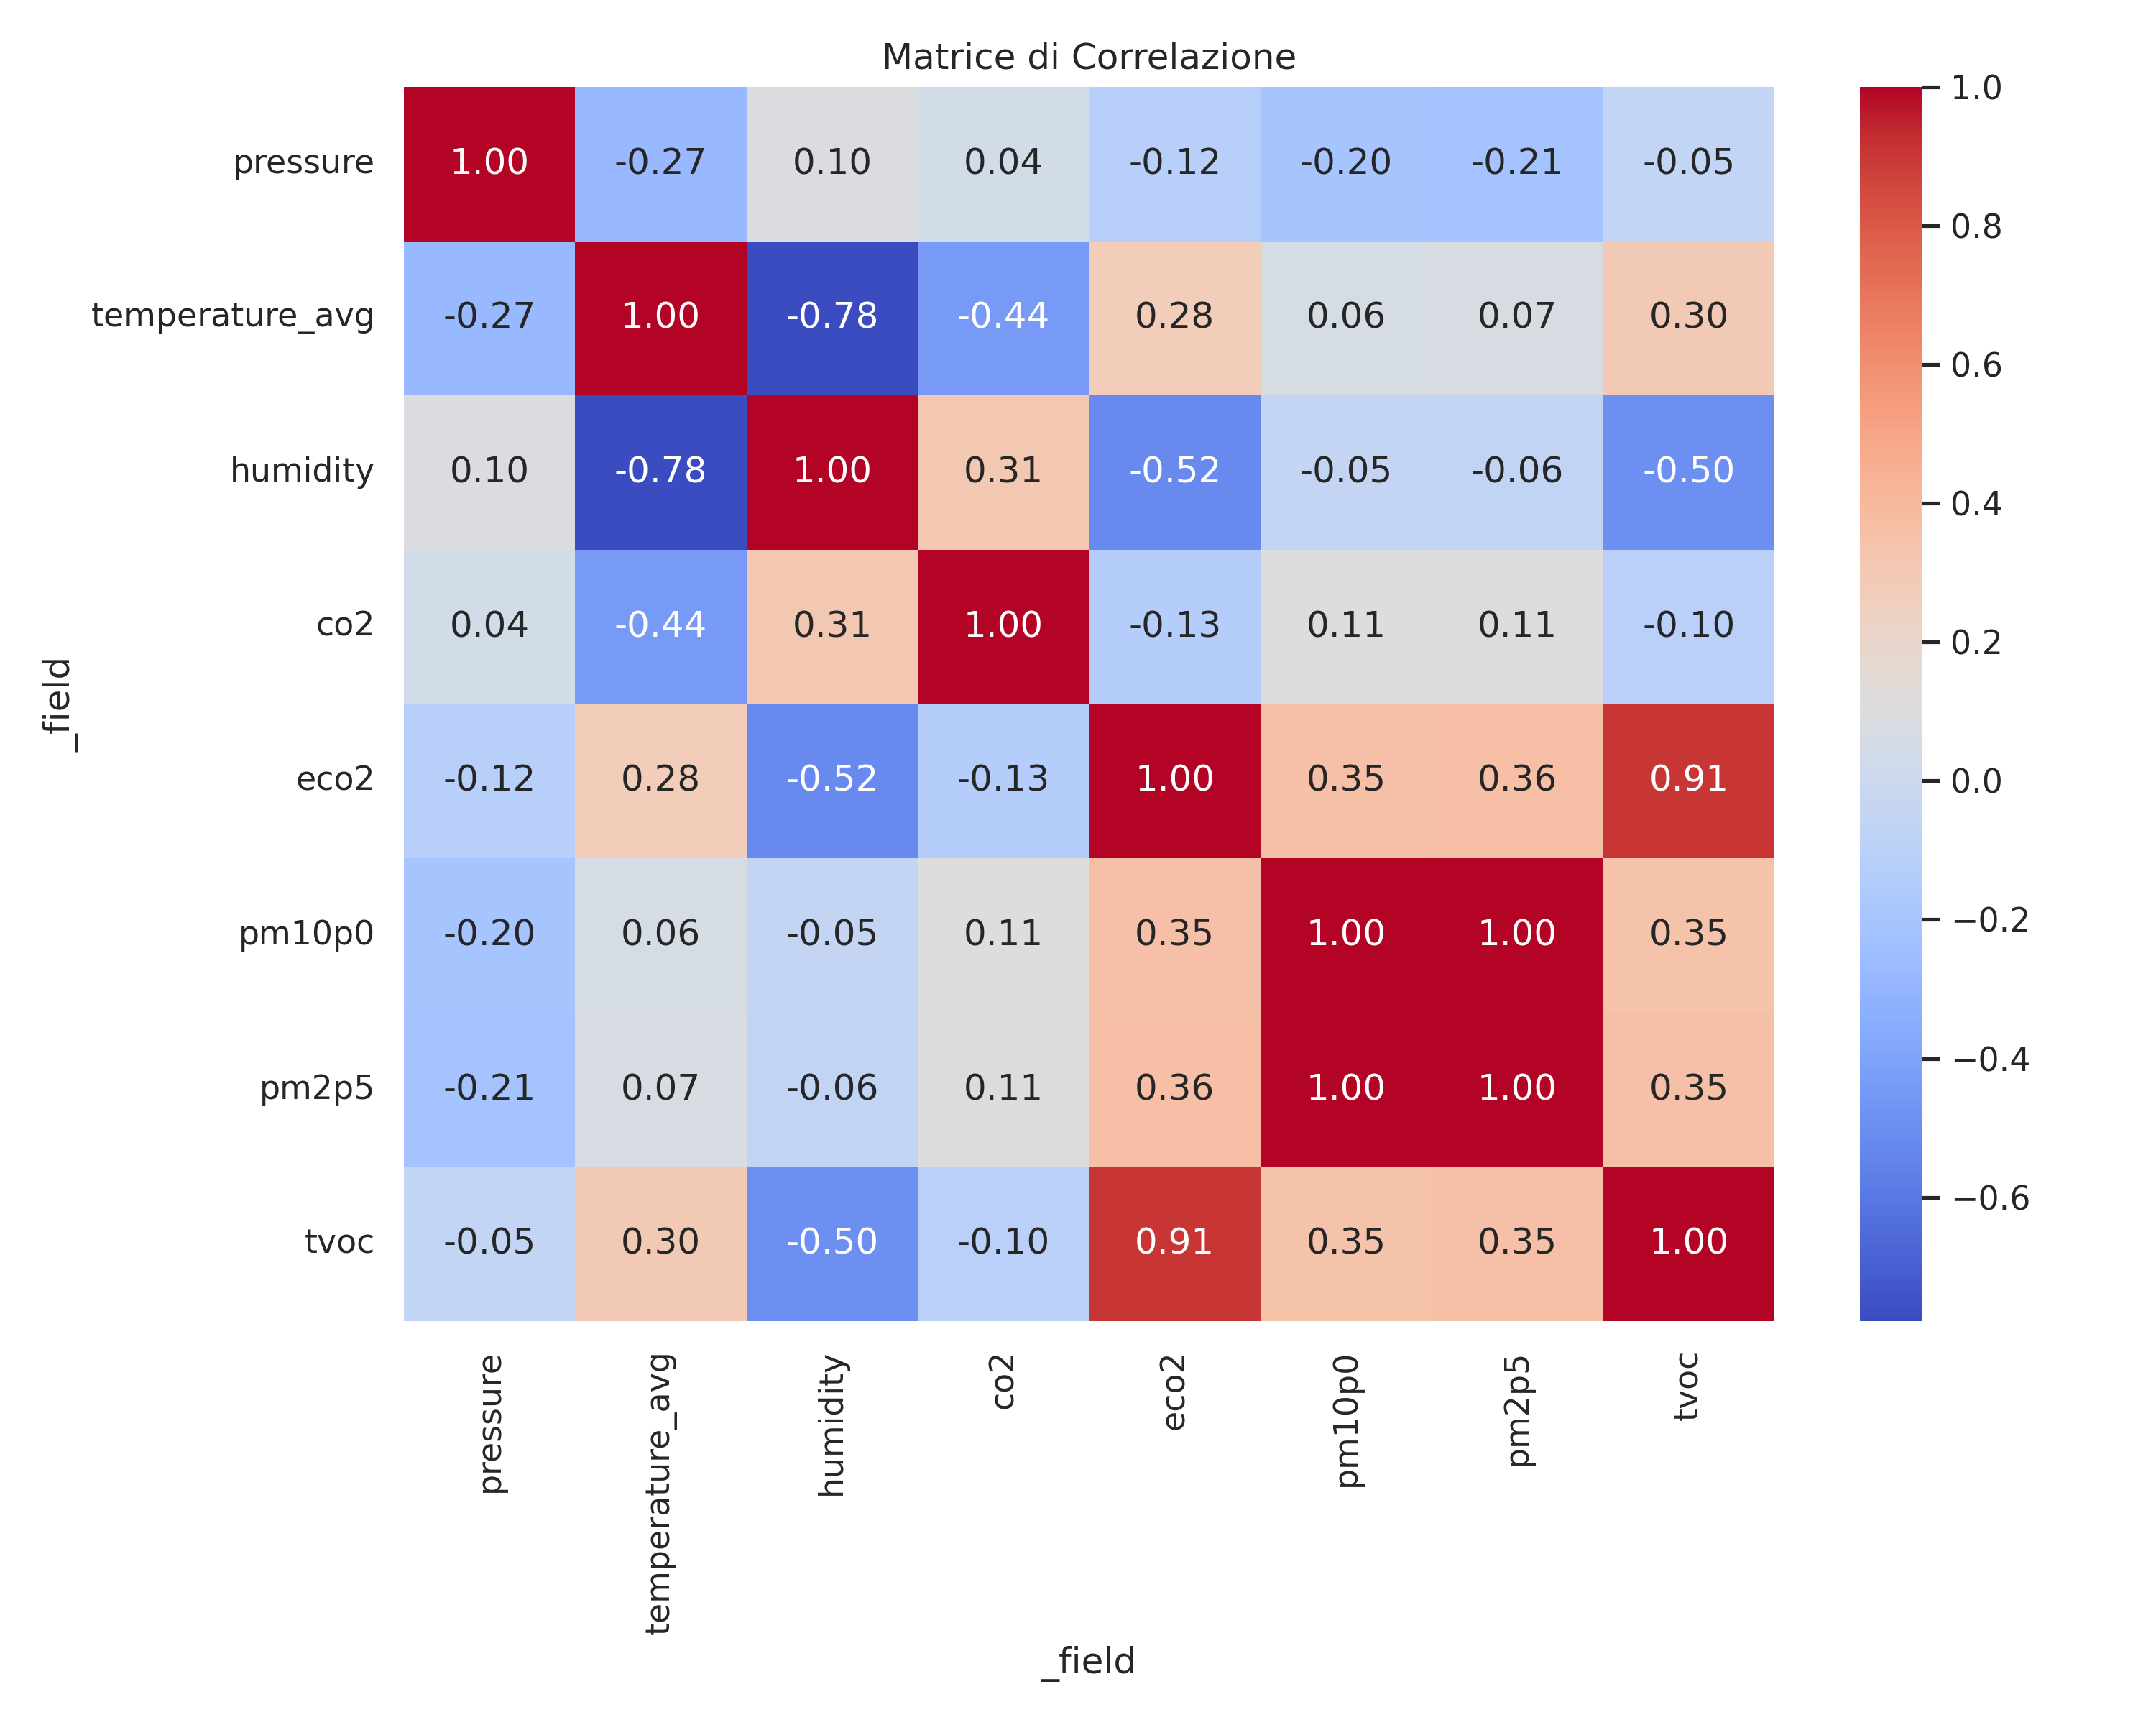 Matrice di Correlazione
pressure 1.00 -0.27 0.10 0.04 -0.12 -0.20 -0.21 -0.05
temperature_avg -0.27 1.00 -0.78 -0.44 0.28 0.06 0.07 0.30
humidity 0.10 -0.78 1.00 0.31 -0.52 -0.05 -0.06 -0.50
co2 0.04 -0.44 0.31 1.00 -0.13 0.11 0.11 -0.10
eco2 -0.12 0.28 -0.52 -0.13 1.00 0.35 0.36 0.91
pm10p0 -0.20 0.06 -0.05 0.11 0.35 1.00 1.00 0.35
pm2p5 -0.21 0.07 -0.06 0.11 0.36 1.00 1.00 0.35
tvoc -0.05 0.30 -0.50 -0.10 0.91 0.35 0.35 1.00
_field
pressure temperature_avg humidity co2 eco2 pm10p0 pm2p5 tvoc
_field
1.0
0.8
0.6
0.4
0.2
0.0
−0.2
−0.4
−0.6